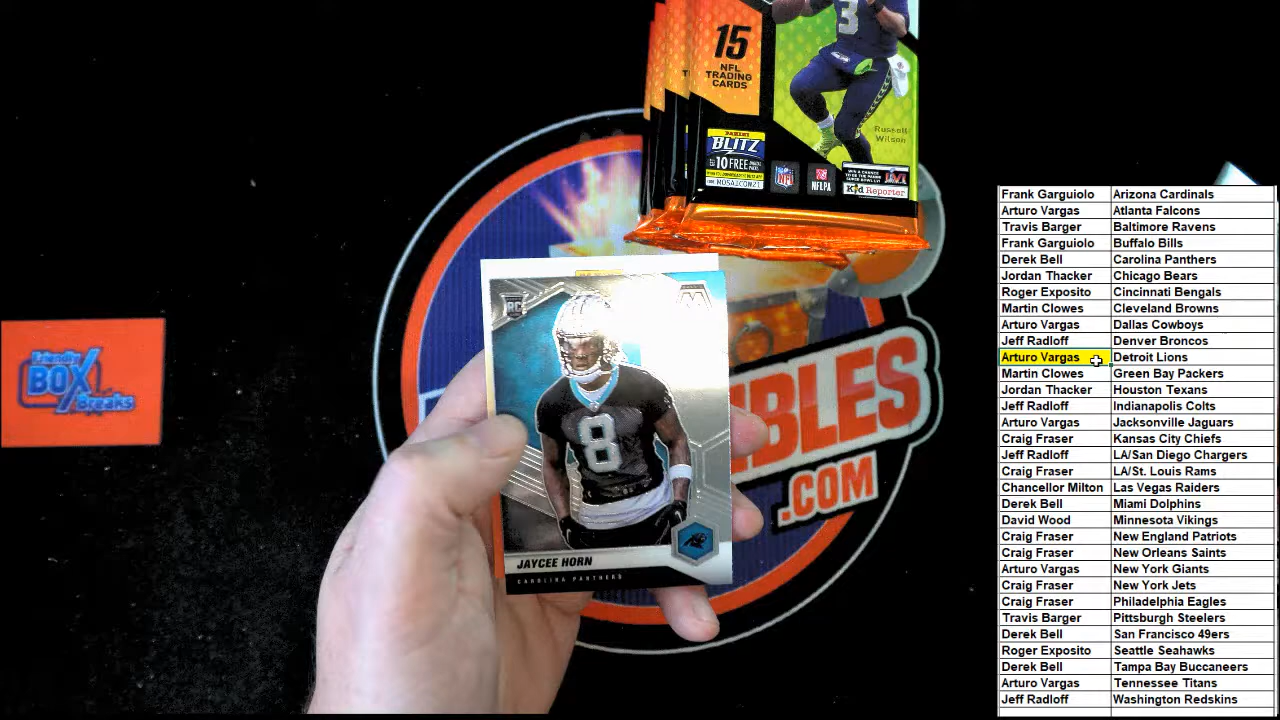 3
15
NFL
TRADING
CARDS
Russell
Wilson
PANINI
BLITZ
10 FREE
NFL
NFLPA
Kid Reporter
RC
8
JAYCEE HORN
CAROLINA PANTHERS
IBLES
.COM
Friendly
BOX
Breaks
Frank Garguiolo Arizona Cardinals
Arturo Vargas Atlanta Falcons
Travis Barger Baltimore Ravens
Frank Garguiolo Buffalo Bills
Derek Bell Carolina Panthers
Jordan Thacker Chicago Bears
Roger Exposito Cincinnati Bengals
Martin Clowes Cleveland Browns
Arturo Vargas Dallas Cowboys
Jeff Radloff Denver Broncos
Arturo Vargas Detroit Lions
Martin Clowes Green Bay Packers
Jordan Thacker Houston Texans
Jeff Radloff Indianapolis Colts
Arturo Vargas Jacksonville Jaguars
Craig Fraser Kansas City Chiefs
Jeff Radloff LA/San Diego Chargers
Craig Fraser LA/St. Louis Rams
Chancellor Milton Las Vegas Raiders
Derek Bell Miami Dolphins
David Wood Minnesota Vikings
Craig Fraser New England Patriots
Craig Fraser New Orleans Saints
Arturo Vargas New York Giants
Craig Fraser New York Jets
Craig Fraser Philadelphia Eagles
Travis Barger Pittsburgh Steelers
Derek Bell San Francisco 49ers
Roger Exposito Seattle Seahawks
Derek Bell Tampa Bay Buccaneers
Arturo Vargas Tennessee Titans
Jeff Radloff Washington Redskins